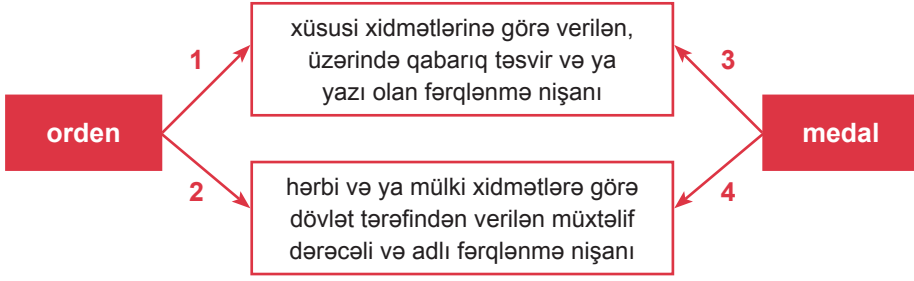 xüsusi xidmətlərinə görə verilən,
üzərində qabarıq təsvir və ya
yazı olan fərqlənmə nişanı
1
3
orden
medal
2
4
hərbi və ya mülki xidmətlərə görə
dövlət tərəfindən verilən müxtəlif
dərəcəli və adlı fərqlənmə nişanı